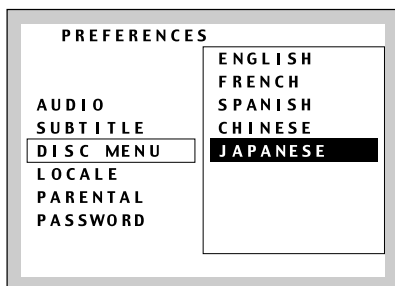 PREFERENCES
AUDIO
SUBTITLE
DISC MENU
LOCALE
PARENTAL
PASSWORD
ENGLISH
FRENCH
SPANISH
CHINESE
JAPANESE